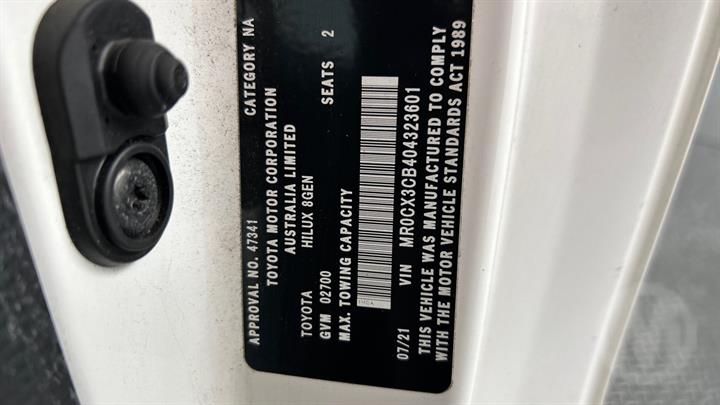 APPROVAL NO. 47341 CATEGORY NA
TOYOTA MOTOR CORPORATION
AUSTRALIA LIMITED
TOYOTA HILUX 8GEN
GVM 02700 SEATS 2
MAX. TOWING CAPACITY
07/21 VIN MR0CX3CB404323601
THIS VEHICLE WAS MANUFACTURED TO COMPLY
WITH THE MOTOR VEHICLE STANDARDS ACT 1989